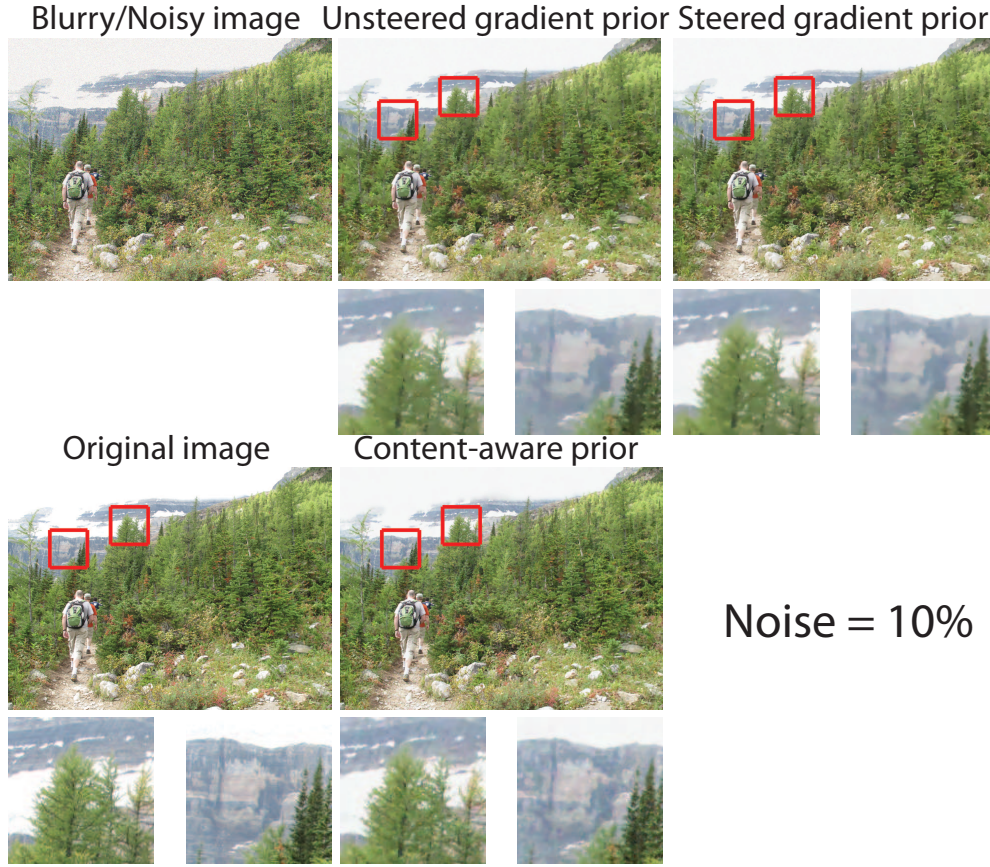 Blurry/Noisy image
Unsteered gradient prior
Steered gradient prior
Original image
Content-aware prior
Noise = 10%